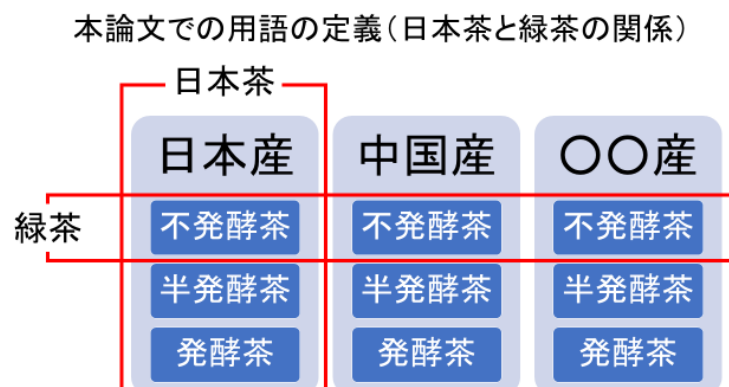 本論文での用語の定義（日本茶と緑茶の関係）
日本茶
日本産 中国産 〇〇産
緑茶
不発酵茶 不発酵茶 不発酵茶
半発酵茶 半発酵茶 半発酵茶
発酵茶 発酵茶 発酵茶